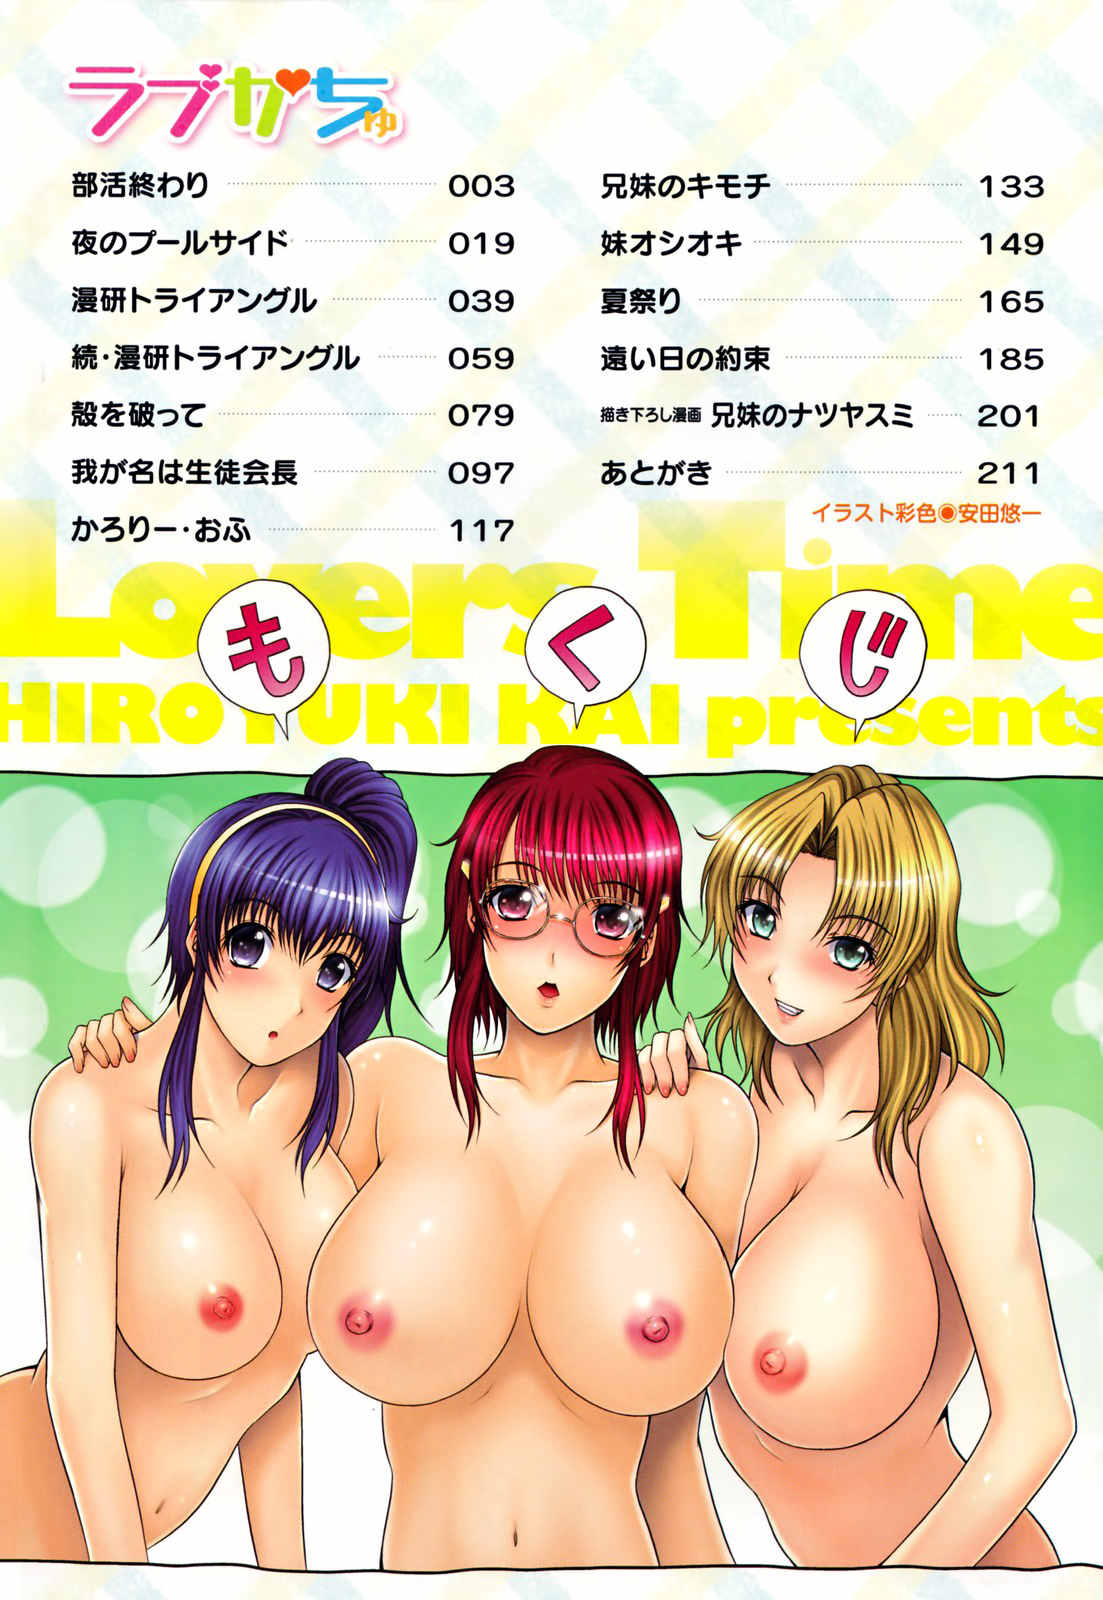 ラブがちゅ
部活終わり 003
夜のプールサイド 019
漫研トライアングル 039
続・漫研トライアングル 059
殻を破って 079
我が名は生徒会長 097
かろりー・おふ 117
兄妹のキモチ 133
妹オシオキ 149
夏祭り 165
遠い日の約束 185
描き下ろし漫画 兄妹のナツヤスミ 201
あとがき 211
イラスト彩色◉安田悠一
Lovers Time
HIROYUKI KAI presents
もくじ